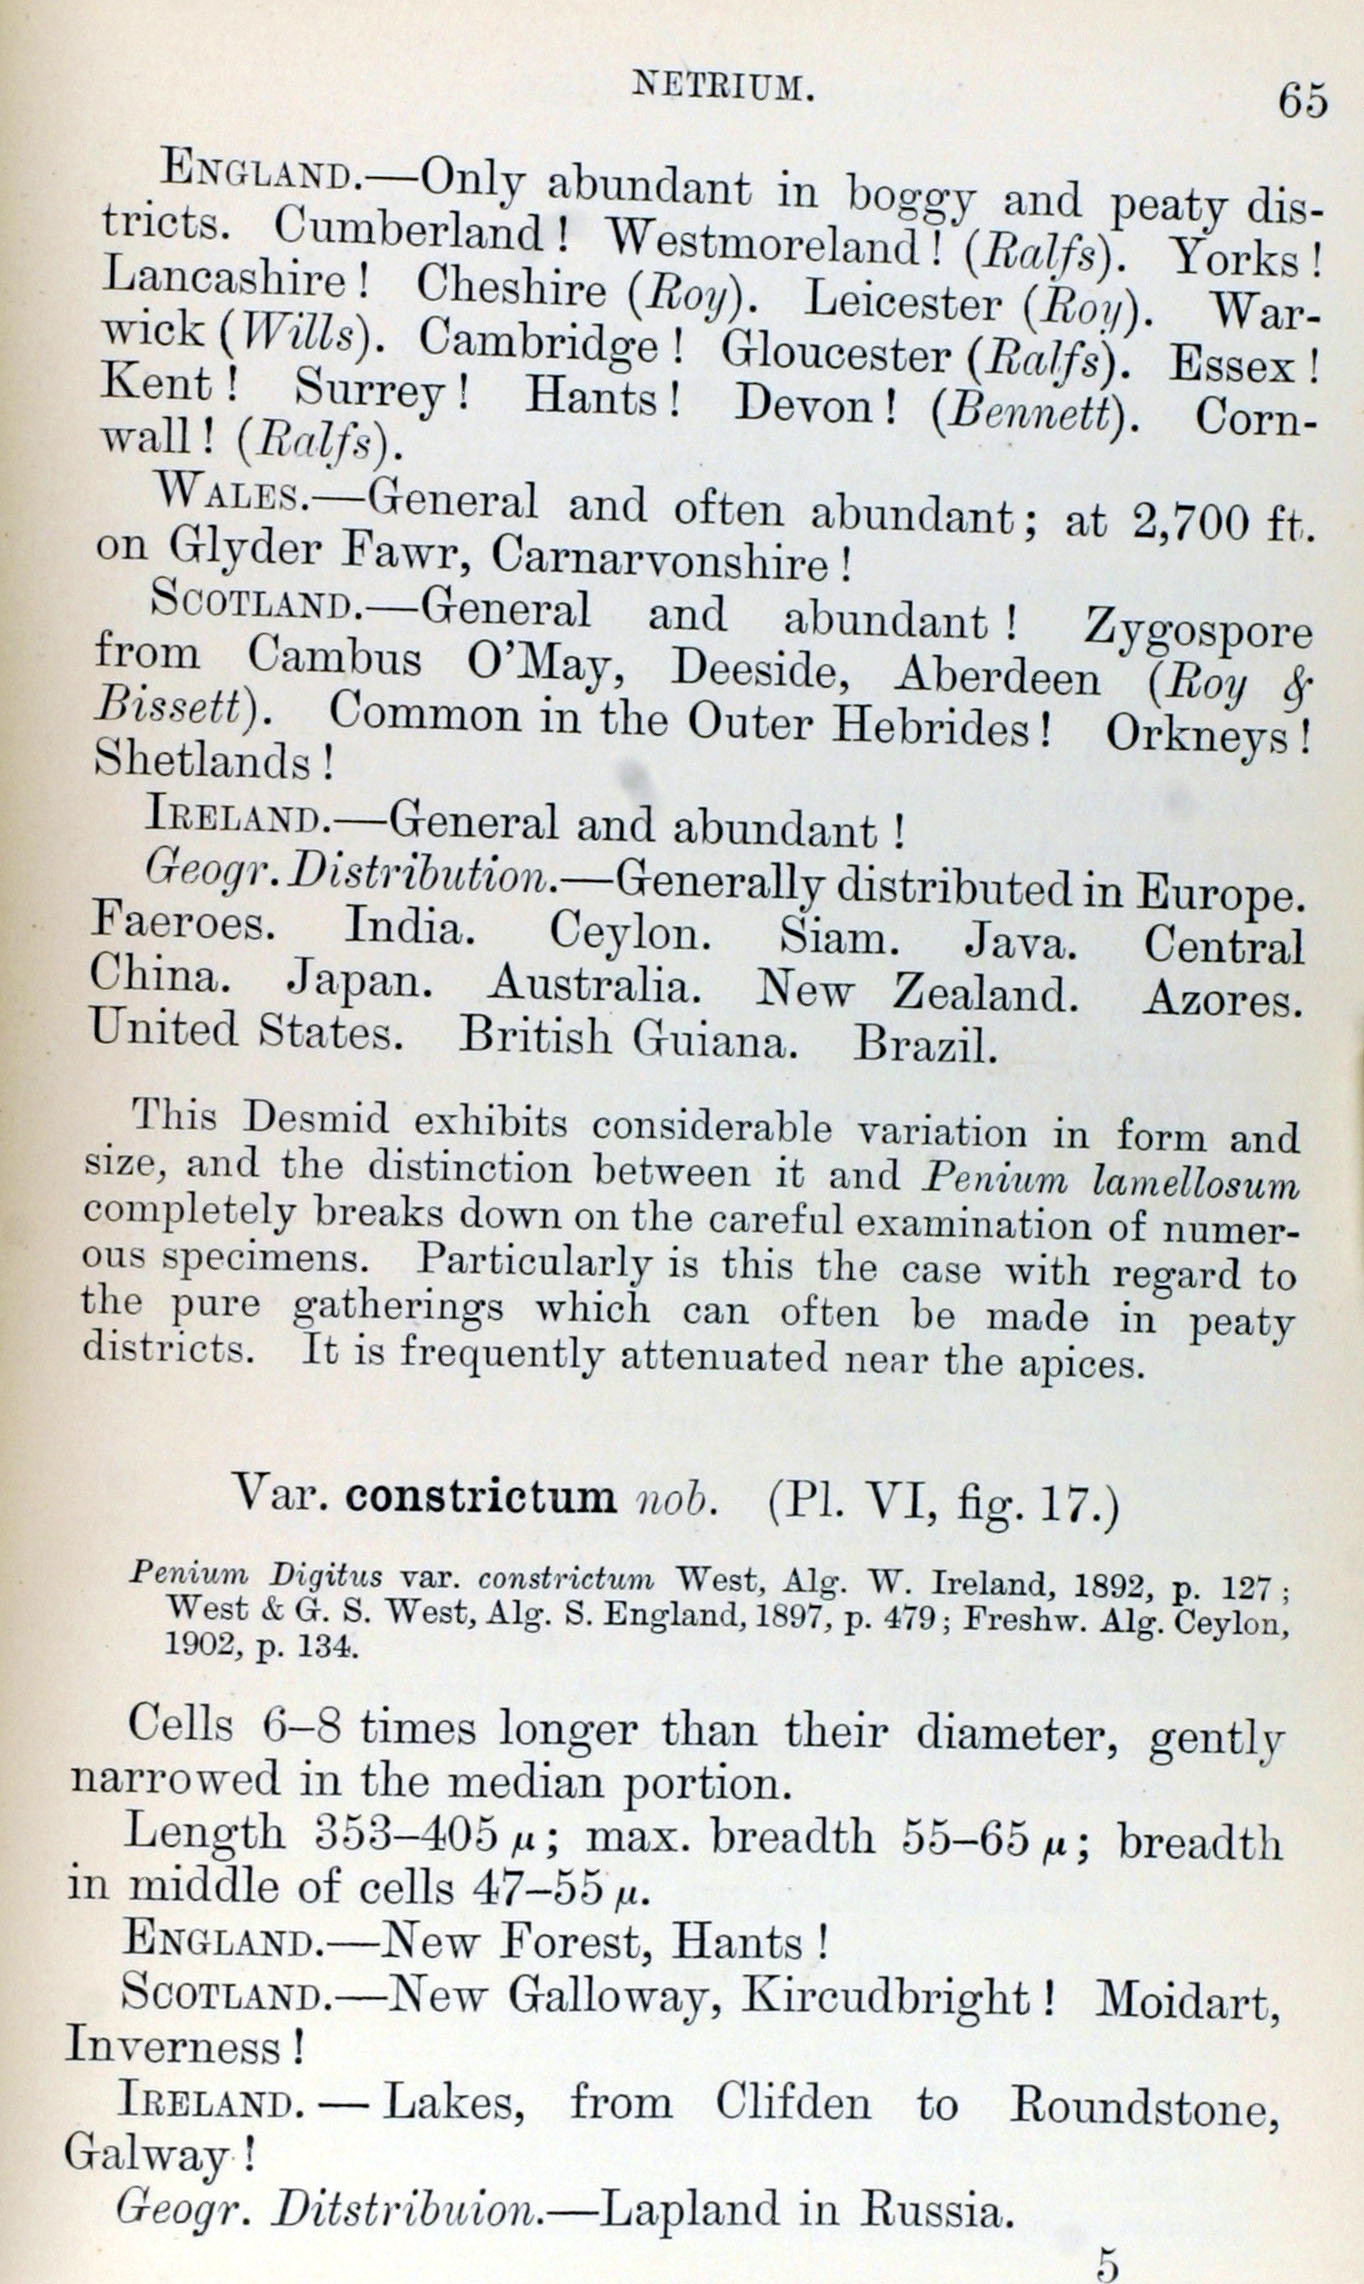 NETRIUM.
65
ENGLAND.—Only abundant in boggy and peaty dis-
tricts. Cumberland! Westmoreland! (Ralfs). Yorks!
Lancashire! Cheshire (Roy). Leicester (Roy). War-
wick (Wills). Cambridge! Gloucester (Ralfs). Essex!
Kent! Surrey! Hants! Devon! (Bennett). Corn-
wall! (Ralfs).
WALES.—General and often abundant; at 2,700 ft.
on Glyder Fawr, Carnarvonshire!
SCOTLAND.—General and abundant! Zygospore
from Cambus O'May, Deeside, Aberdeen (Roy &
Bissett). Common in the Outer Hebrides! Orkneys!
Shetlands!
IRELAND.—General and abundant!
Geogr. Distribution.—Generally distributed in Europe.
Faeroes. India. Ceylon. Siam. Java. Central
China. Japan. Australia. New Zealand. Azores.
United States. British Guiana. Brazil.
This Desmid exhibits considerable variation in form and
size, and the distinction between it and Penium lamellosum
completely breaks down on the careful examination of numer-
ous specimens. Particularly is this the case with regard to
the pure gatherings which can often be made in peaty
districts. It is frequently attenuated near the apices.
Var. constrictum nob. (Pl. VI, fig. 17.)
Penium Digitus var. constrictum West, Alg. W. Ireland, 1892, p. 127;
West & G. S. West, Alg. S. England, 1897, p. 479; Freshw. Alg. Ceylon,
1902, p. 134.
Cells 6–8 times longer than their diameter, gently
narrowed in the median portion.
Length 353–405 μ; max. breadth 55–65 μ; breadth
in middle of cells 47–55 μ.
ENGLAND.—New Forest, Hants!
SCOTLAND.—New Galloway, Kircudbright! Moidart,
Inverness!
IRELAND.—Lakes, from Clifden to Roundstone,
Galway!
Geogr. Ditstribuion.—Lapland in Russia.
5